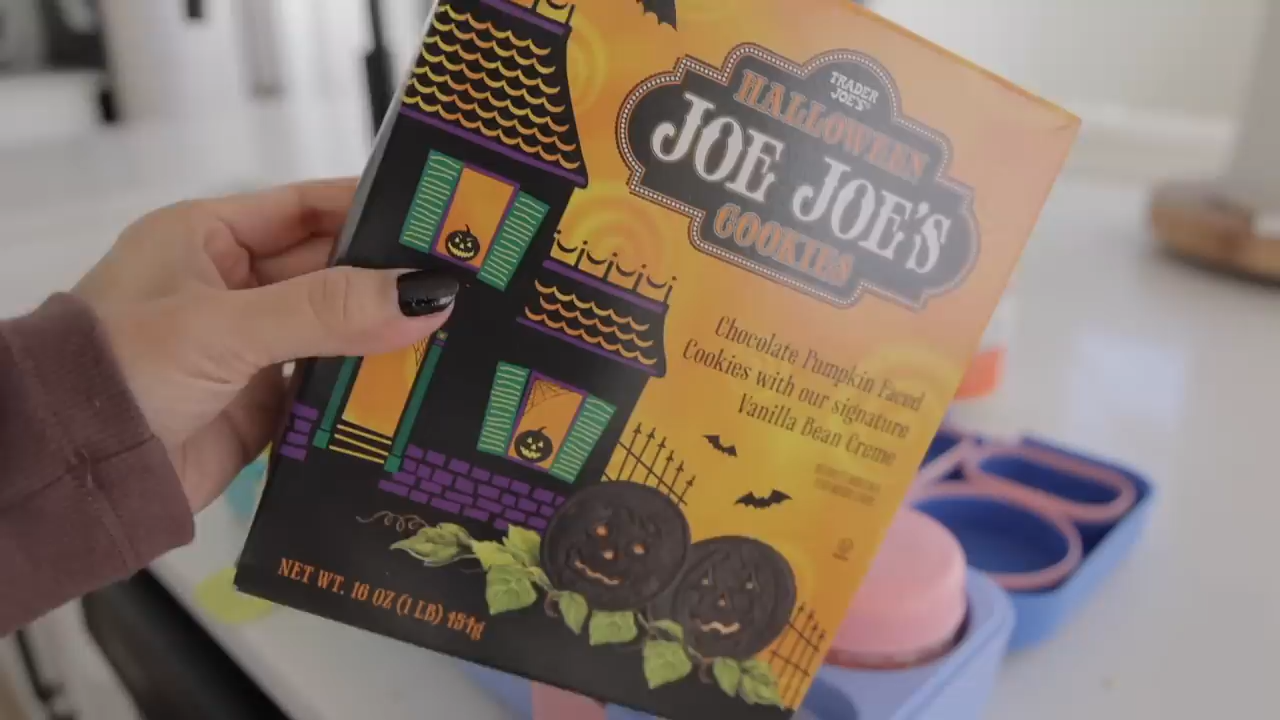 TRADER
JOE'S
HALLOWEEN
JOE JOE'S
COOKIES
Chocolate Pumpkin Faced
Cookies with our signature
Vanilla Bean Creme
NET WT. 16 OZ (1 LB) 454g